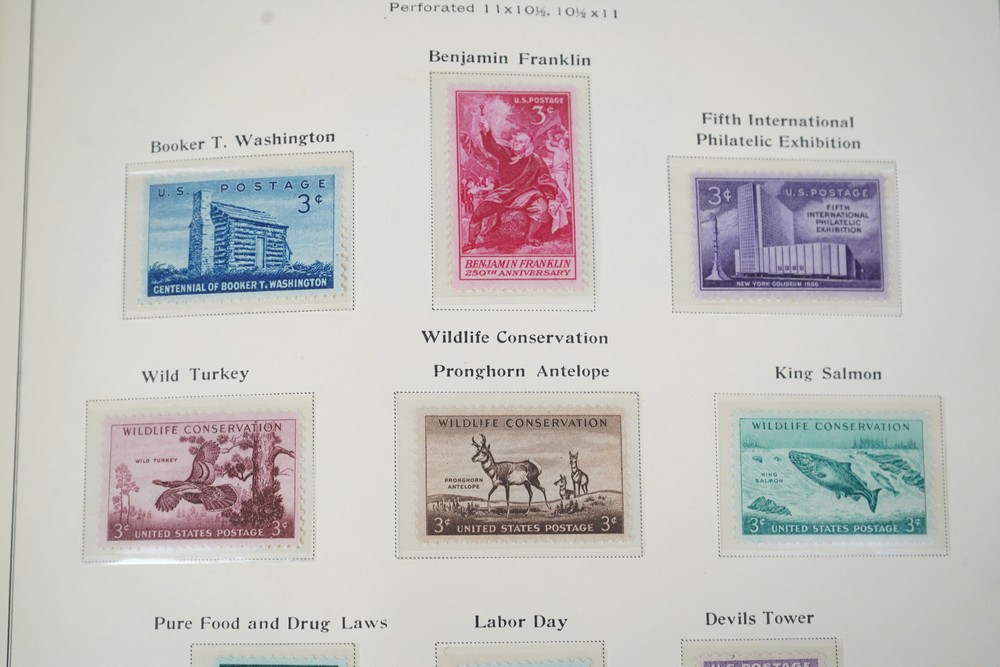 Perforated 11x10½, 10½x11
Benjamin Franklin
Booker T. Washington
Fifth International
Philatelic Exhibition
U.S. POSTAGE
3¢
CENTENNIAL OF BOOKER T. WASHINGTON
U.S. POSTAGE
3¢
BENJAMIN FRANKLIN
250TH ANNIVERSARY
3¢ U.S. POSTAGE
FIFTH
INTERNATIONAL
PHILATELIC
EXHIBITION
NEW YORK COLISEUM 1956
Wildlife Conservation
Wild Turkey
Pronghorn Antelope
King Salmon
WILDLIFE CONSERVATION
WILD TURKEY
3¢ UNITED STATES POSTAGE 3¢
WILDLIFE CONSERVATION
PRONGHORN
ANTELOPE
3¢ UNITED STATES POSTAGE 3¢
WILDLIFE CONSERVATION
KING
SALMON
3¢ UNITED STATES POSTAGE 3¢
Pure Food and Drug Laws
Labor Day
Devils Tower
U.S. POSTAGE